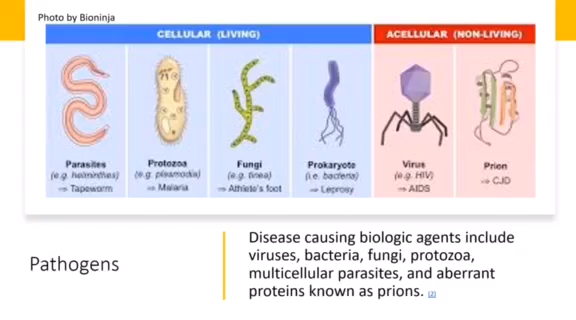 Photo by Bioninja
CELLULAR (LIVING)
ACELLULAR (NON-LIVING)
Parasites
(e.g. helminthes)
⇒ Tapeworm
Protozoa
(e.g. plasmodia)
⇒ Malaria
Fungi
(e.g. tinea)
⇒ Athlete's foot
Prokaryote
(i.e. bacteria)
⇒ Leprosy
Virus
(e.g. HIV)
⇒ AIDS
Prion
⇒ CJD
Pathogens
Disease causing biologic agents include
viruses, bacteria, fungi, protozoa,
multicellular parasites, and aberrant
proteins known as prions. [2]